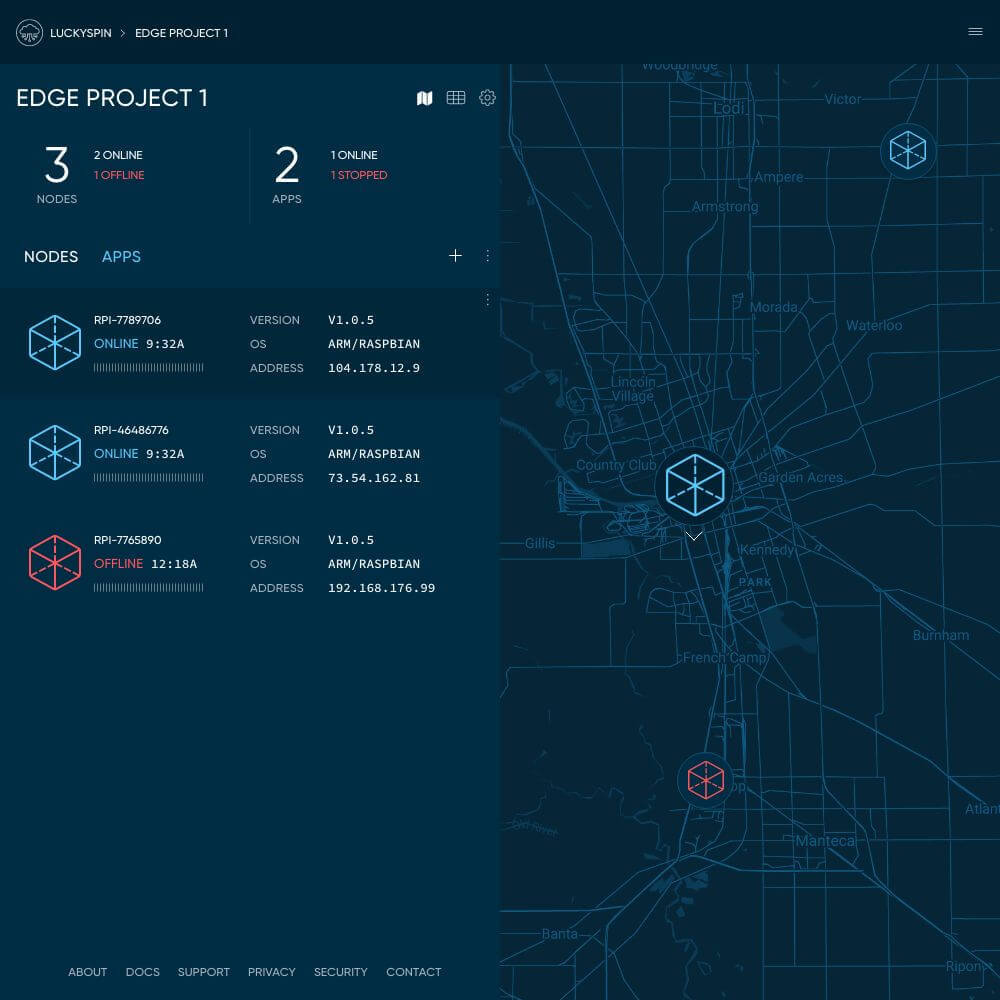 LUCKYSPIN > EDGE PROJECT 1
EDGE PROJECT 1
3
NODES
2 ONLINE
1 OFFLINE
2
APPS
1 ONLINE
1 STOPPED
NODES APPS
RPI-7789706
ONLINE 9:32A
VERSION V1.0.5
OS ARM/RASPBIAN
ADDRESS 104.178.12.9
RPI-46486776
ONLINE 9:32A
VERSION V1.0.5
OS ARM/RASPBIAN
ADDRESS 73.54.162.81
RPI-7765890
OFFLINE 12:18A
VERSION V1.0.5
OS ARM/RASPBIAN
ADDRESS 192.168.176.99
ABOUT DOCS SUPPORT PRIVACY SECURITY CONTACT
Woodbridge
Lodi
Victor
Ampere
Armstrong
Morada
Waterloo
Lincoln
Village
Country Club
Garden Acres
Gillis
Kennedy
PARK
Burnham
French Camp
Atlant
Old River
Manteca
Banta
Ripon